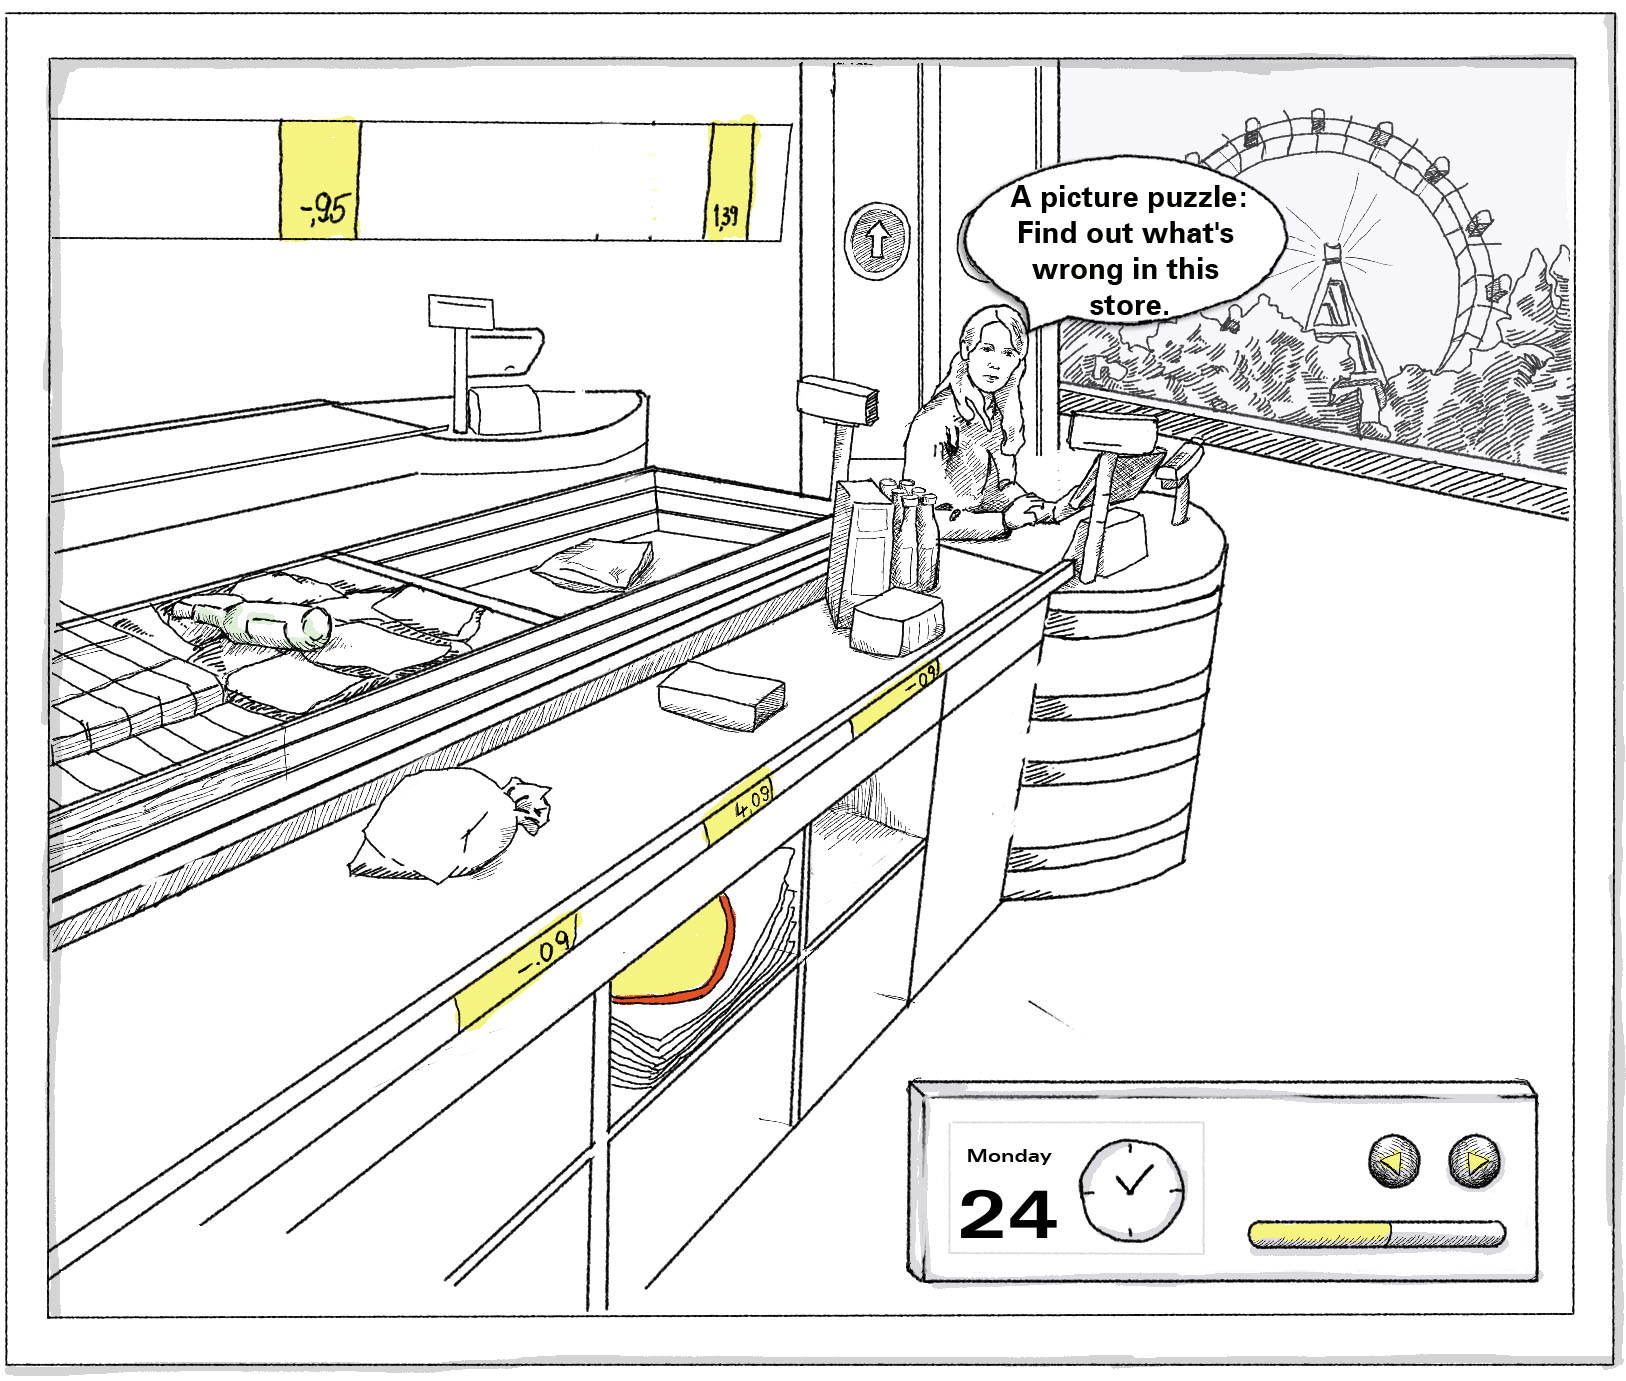 -,95
1,39
A picture puzzle:
Find out what's
wrong in this
store.
-09
4,09
-.09
Monday
24